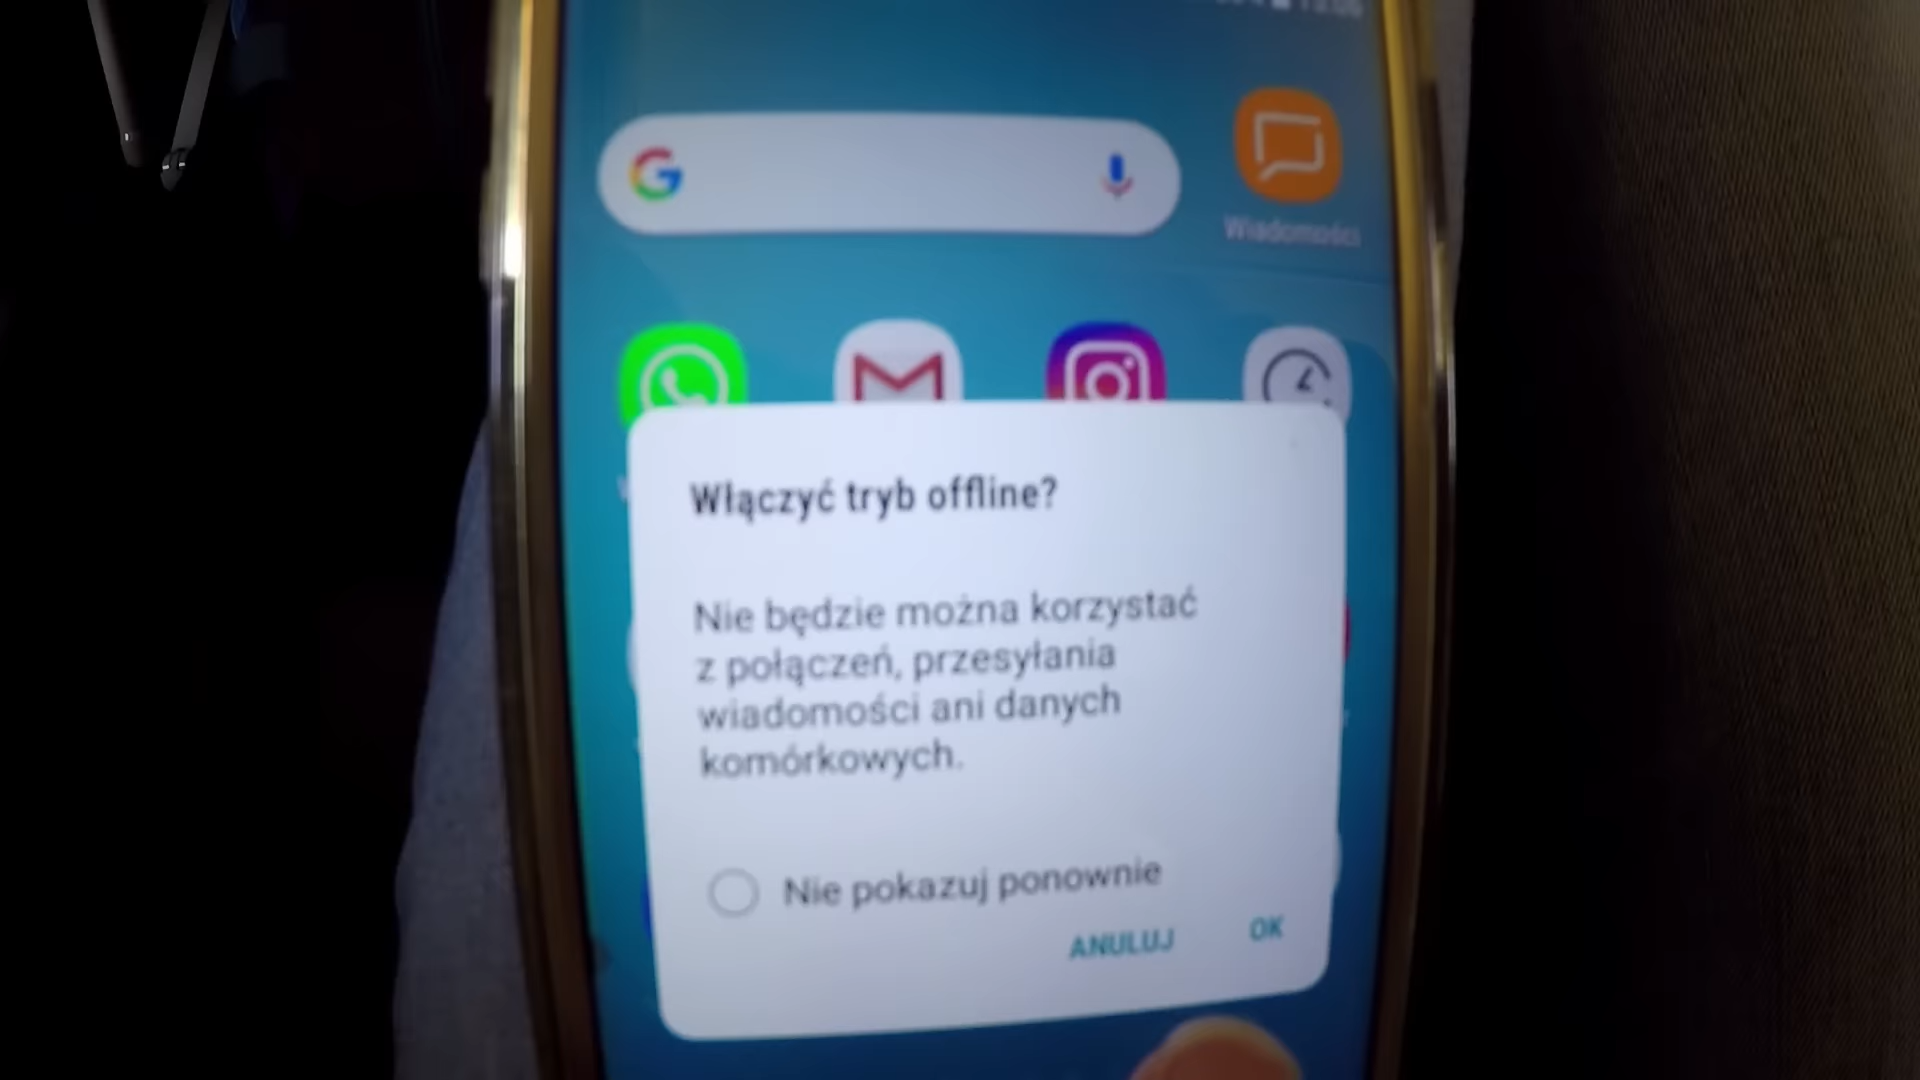 Wiadomości
Włączyć tryb offline?
Nie będzie można korzystać
z połączeń, przesyłania
wiadomości ani danych
komórkowych.
Nie pokazuj ponownie
ANULUJ OK